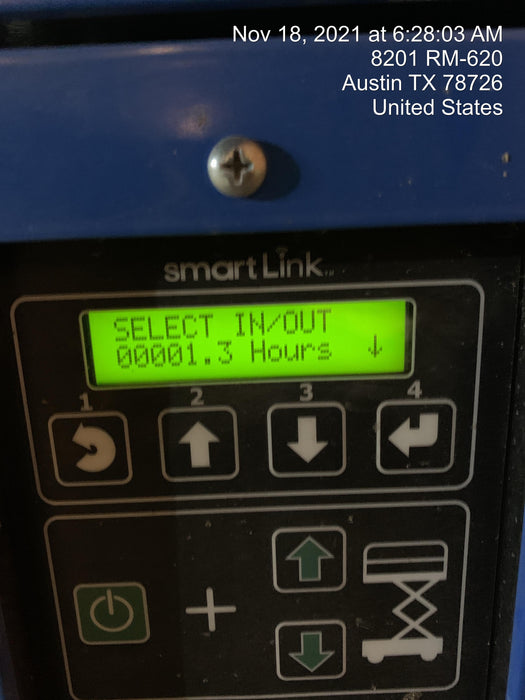 Nov 18, 2021 at 6:28:03 AM
8201 RM-620
Austin TX 78726
United States
smartLink™
SELECT IN/OUT
00001.3 Hours ↓
1 2 3 4